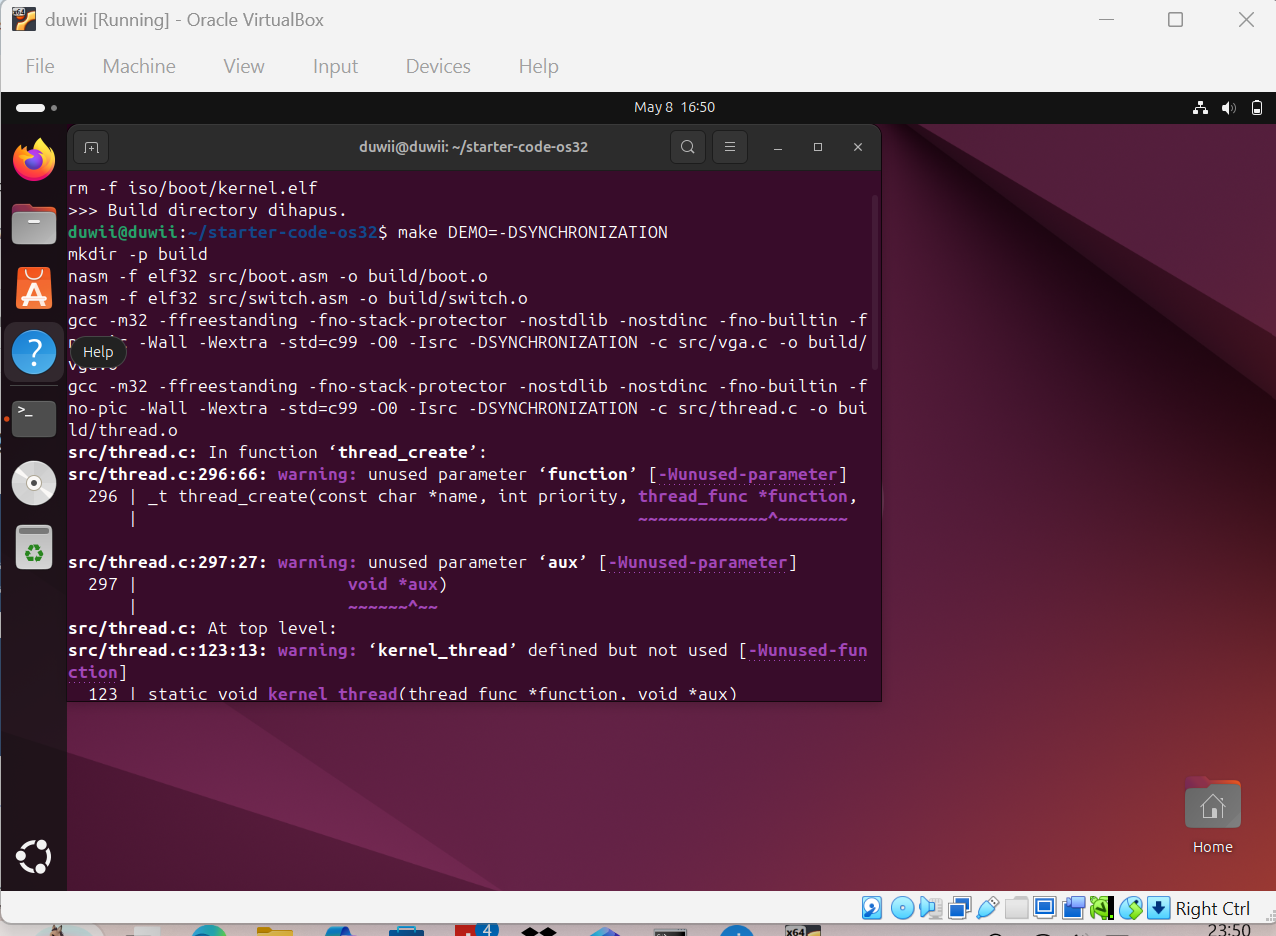 duwii [Running] - Oracle VirtualBox
File Machine View Input Devices Help
May 8 16:50
duwii@duwii: ~/starter-code-os32
rm -f iso/boot/kernel.elf
>>> Build directory dihapus.
duwii@duwii:~/starter-code-os32$ make DEMO=-DSYNCHRONIZATION
mkdir -p build
nasm -f elf32 src/boot.asm -o build/boot.o
nasm -f elf32 src/switch.asm -o build/switch.o
gcc -m32 -ffreestanding -fno-stack-protector -nostdlib -nostdinc -fno-builtin -f
-Wall -Wextra -std=c99 -O0 -Isrc -DSYNCHRONIZATION -c src/vga.c -o build/
Help
vga.o
gcc -m32 -ffreestanding -fno-stack-protector -nostdlib -nostdinc -fno-builtin -f
no-pic -Wall -Wextra -std=c99 -O0 -Isrc -DSYNCHRONIZATION -c src/thread.c -o bui
ld/thread.o
src/thread.c: In function ‘thread_create’:
src/thread.c:296:66: warning: unused parameter ‘function’ [-Wunused-parameter]
296 | _t thread_create(const char *name, int priority, thread_func *function,
| ~~~~~~~~~~~~~^~~~~~~~
src/thread.c:297:27: warning: unused parameter ‘aux’ [-Wunused-parameter]
297 | void *aux)
| ~~~~~~^~~
src/thread.c: At top level:
src/thread.c:123:13: warning: ‘kernel_thread’ defined but not used [-Wunused-fun
ction]
123 | static void kernel_thread(thread_func *function, void *aux)
Home
Right Ctrl
4
x64
23:50